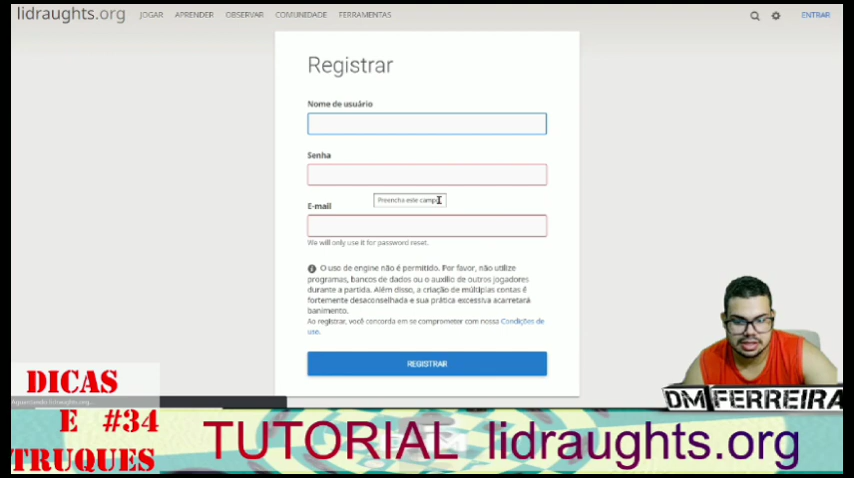 lidraughts.org JOGAR APRENDER OBSERVAR COMUNIDADE FERRAMENTAS ENTRAR
Registrar
Nome de usuário
Senha
Preencha este campo
E-mail
We will only use it for password reset.
O uso de engine não é permitido. Por favor, não utilize
programas, bancos de dados ou o auxílio de outros jogadores
durante a partida. Além disso, a criação de múltiplas contas é
fortemente desaconselhada e sua prática excessiva acarretará
banimento.
Ao registrar, você concorda em se comprometer com nossa Condições de
uso.
REGISTRAR
DM FERREIRA
Aguardando lidraughts.org...
DICAS
E #34
TRUQUES
TUTORIAL lidraughts.org